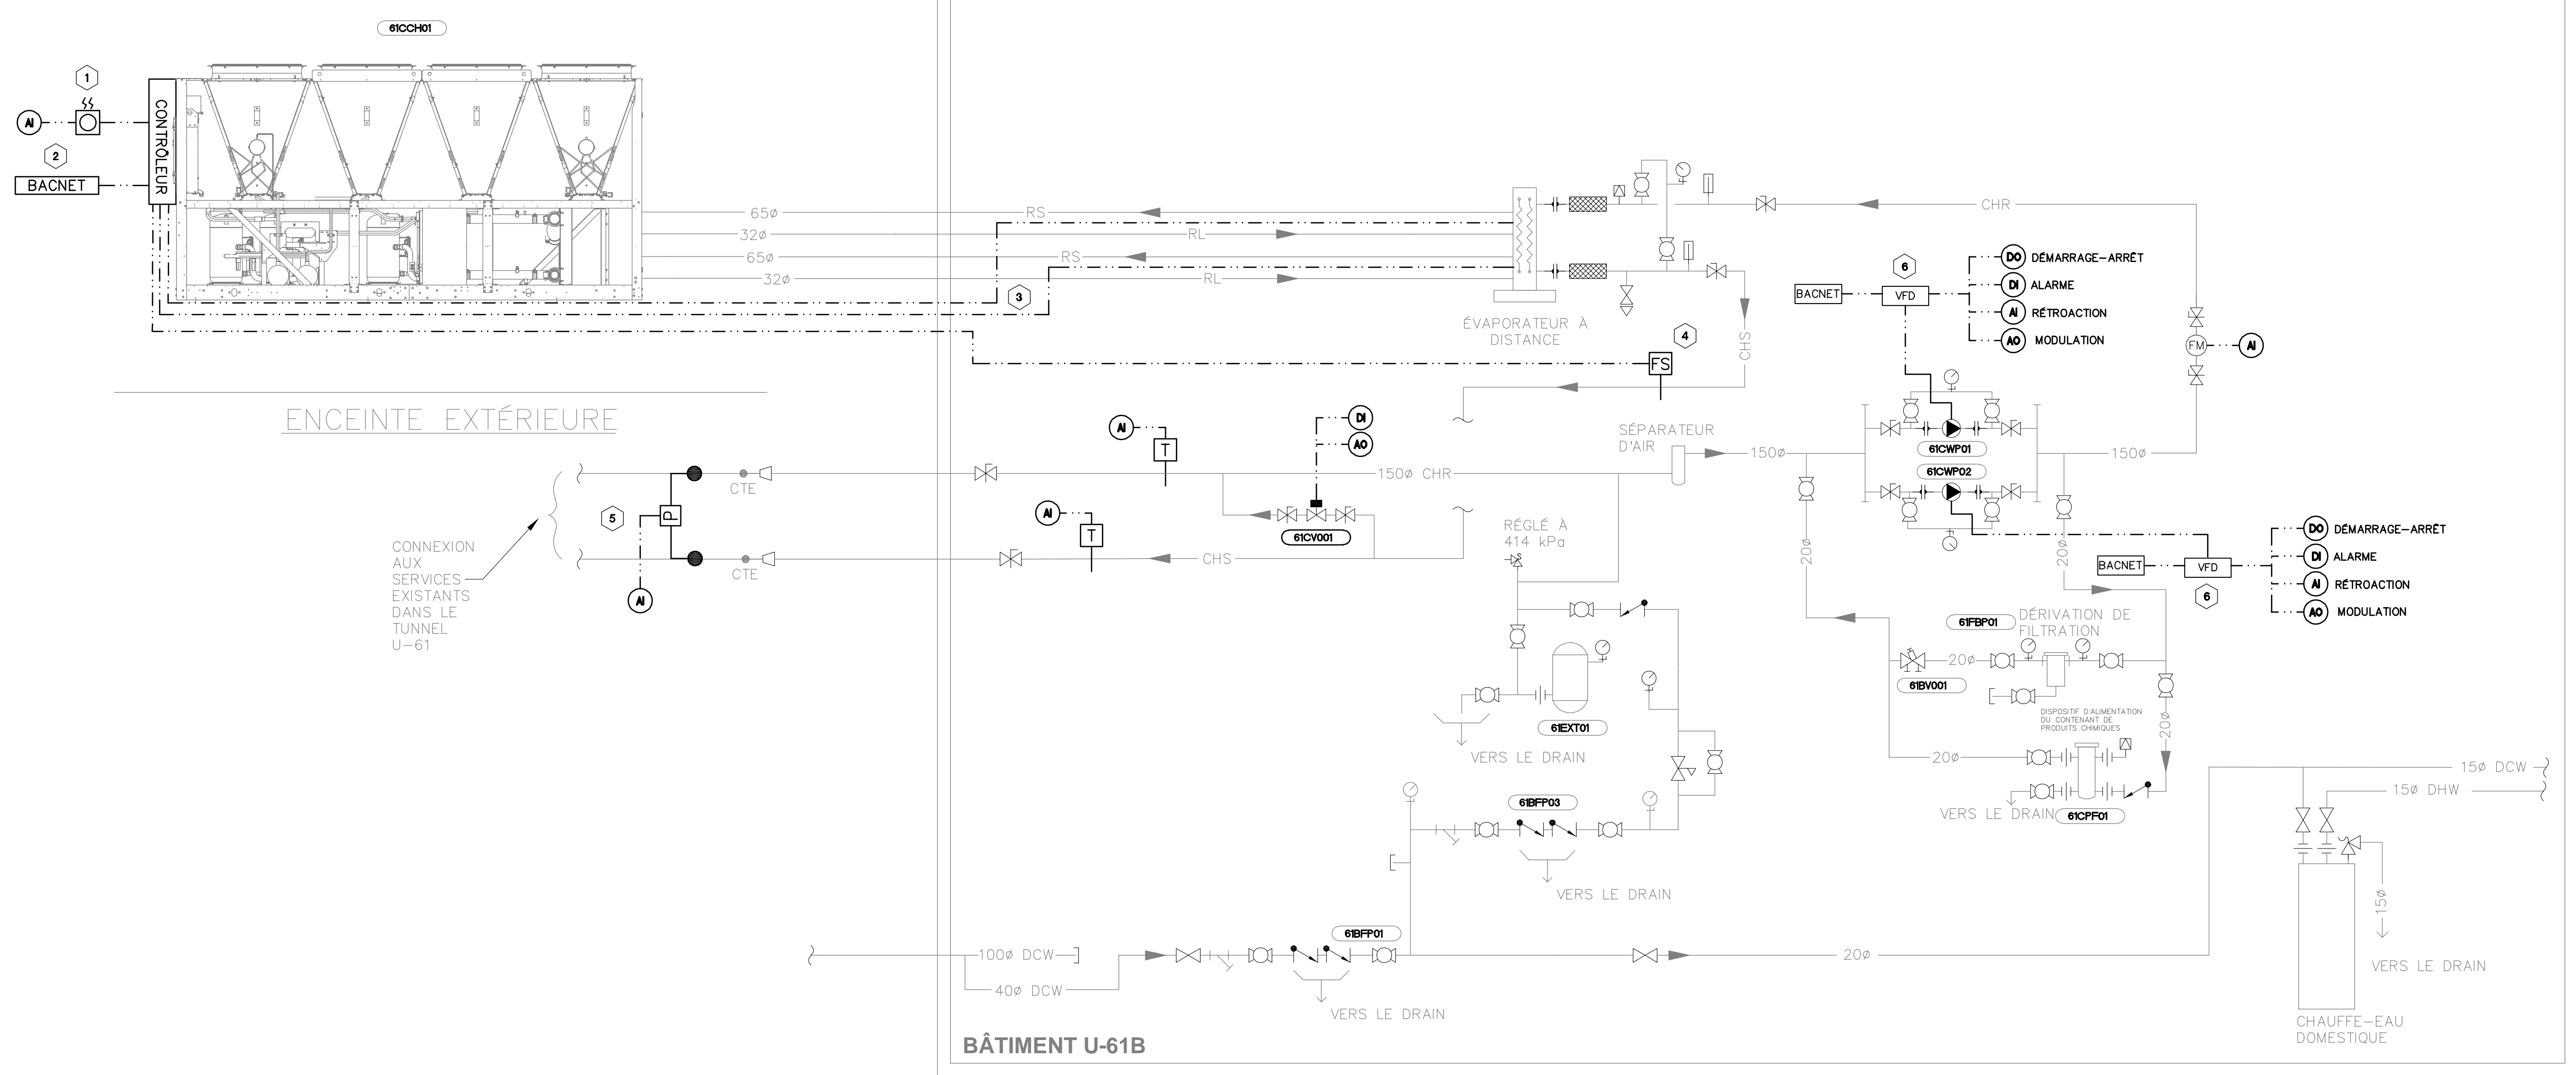 61CCH01
1
AI
CONTRÔLEUR
2
BACNET
65ø
RS
32ø
RL
65ø
RS
32ø
RL
3
ÉVAPORATEUR À
DISTANCE
CHR
CHS
4
FS
6
BACNET
VFD
DO DÉMARRAGE-ARRÊT
DI ALARME
AI RÉTROACTION
AO MODULATION
FM
AI
ENCEINTE EXTÉRIEURE
AI
T
DI
AO
SÉPARATEUR
D'AIR
150ø
61CWP01
61CWP02
150ø
CTE
150ø CHR
5
P
AI
T
61CV001
RÉGLÉ À
414 kPa
S
CTE
CHS
AI
CONNEXION
AUX
SERVICES
EXISTANTS
DANS LE
TUNNEL
U-61
20ø
20ø
BACNET
VFD
6
DO DÉMARRAGE-ARRÊT
DI ALARME
AI RÉTROACTION
AO MODULATION
61FBP01
DÉRIVATION DE
FILTRATION
20ø
61BV001
DISPOSITIF D'ALIMENTATION
DU CONTENANT DE
PRODUITS CHIMIQUES
20ø
61EXT01
VERS LE DRAIN
20ø
VERS LE DRAIN
61CPF01
15ø DCW
15ø DHW
61BFP03
VERS LE DRAIN
S
15ø
61BFP01
100ø DCW
40ø DCW
20ø
VERS LE DRAIN
VERS LE DRAIN
CHAUFFE-EAU
DOMESTIQUE
BÂTIMENT U-61B